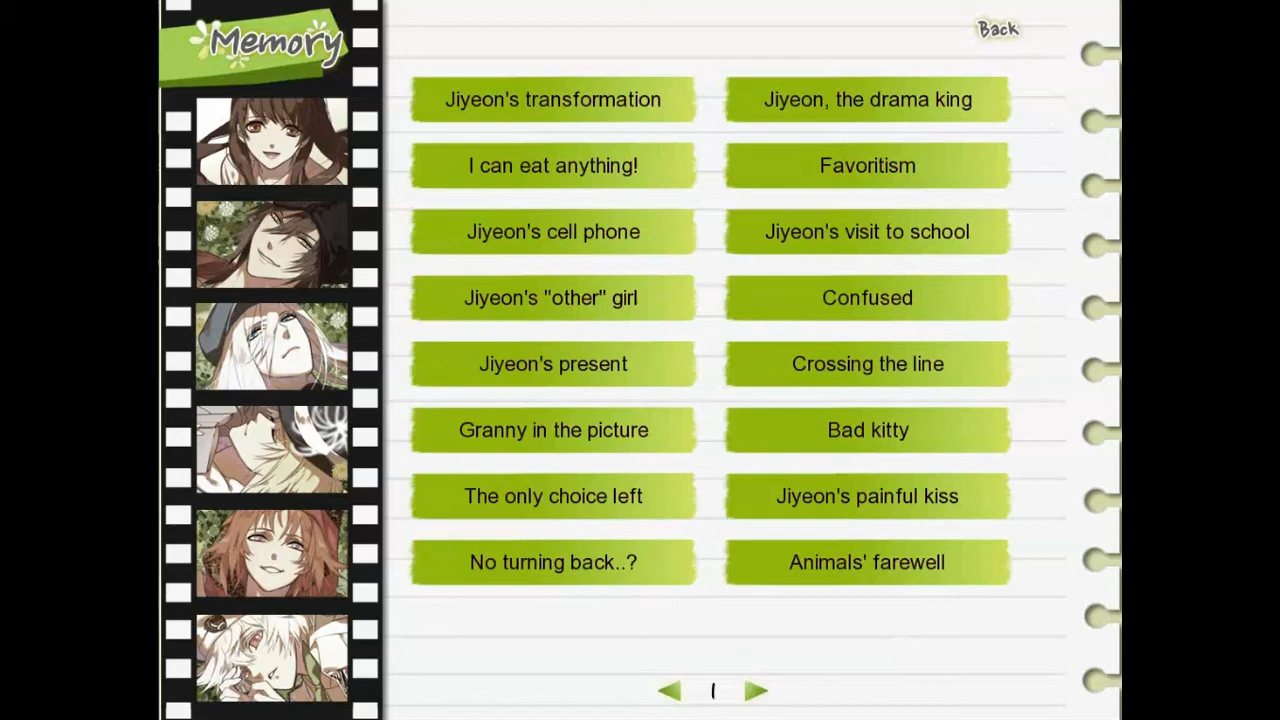 Memory
Back
Jiyeon's transformation
Jiyeon, the drama king
I can eat anything!
Favoritism
Jiyeon's cell phone
Jiyeon's visit to school
Jiyeon's "other" girl
Confused
Jiyeon's present
Crossing the line
Granny in the picture
Bad kitty
The only choice left
Jiyeon's painful kiss
No turning back..?
Animals' farewell
1